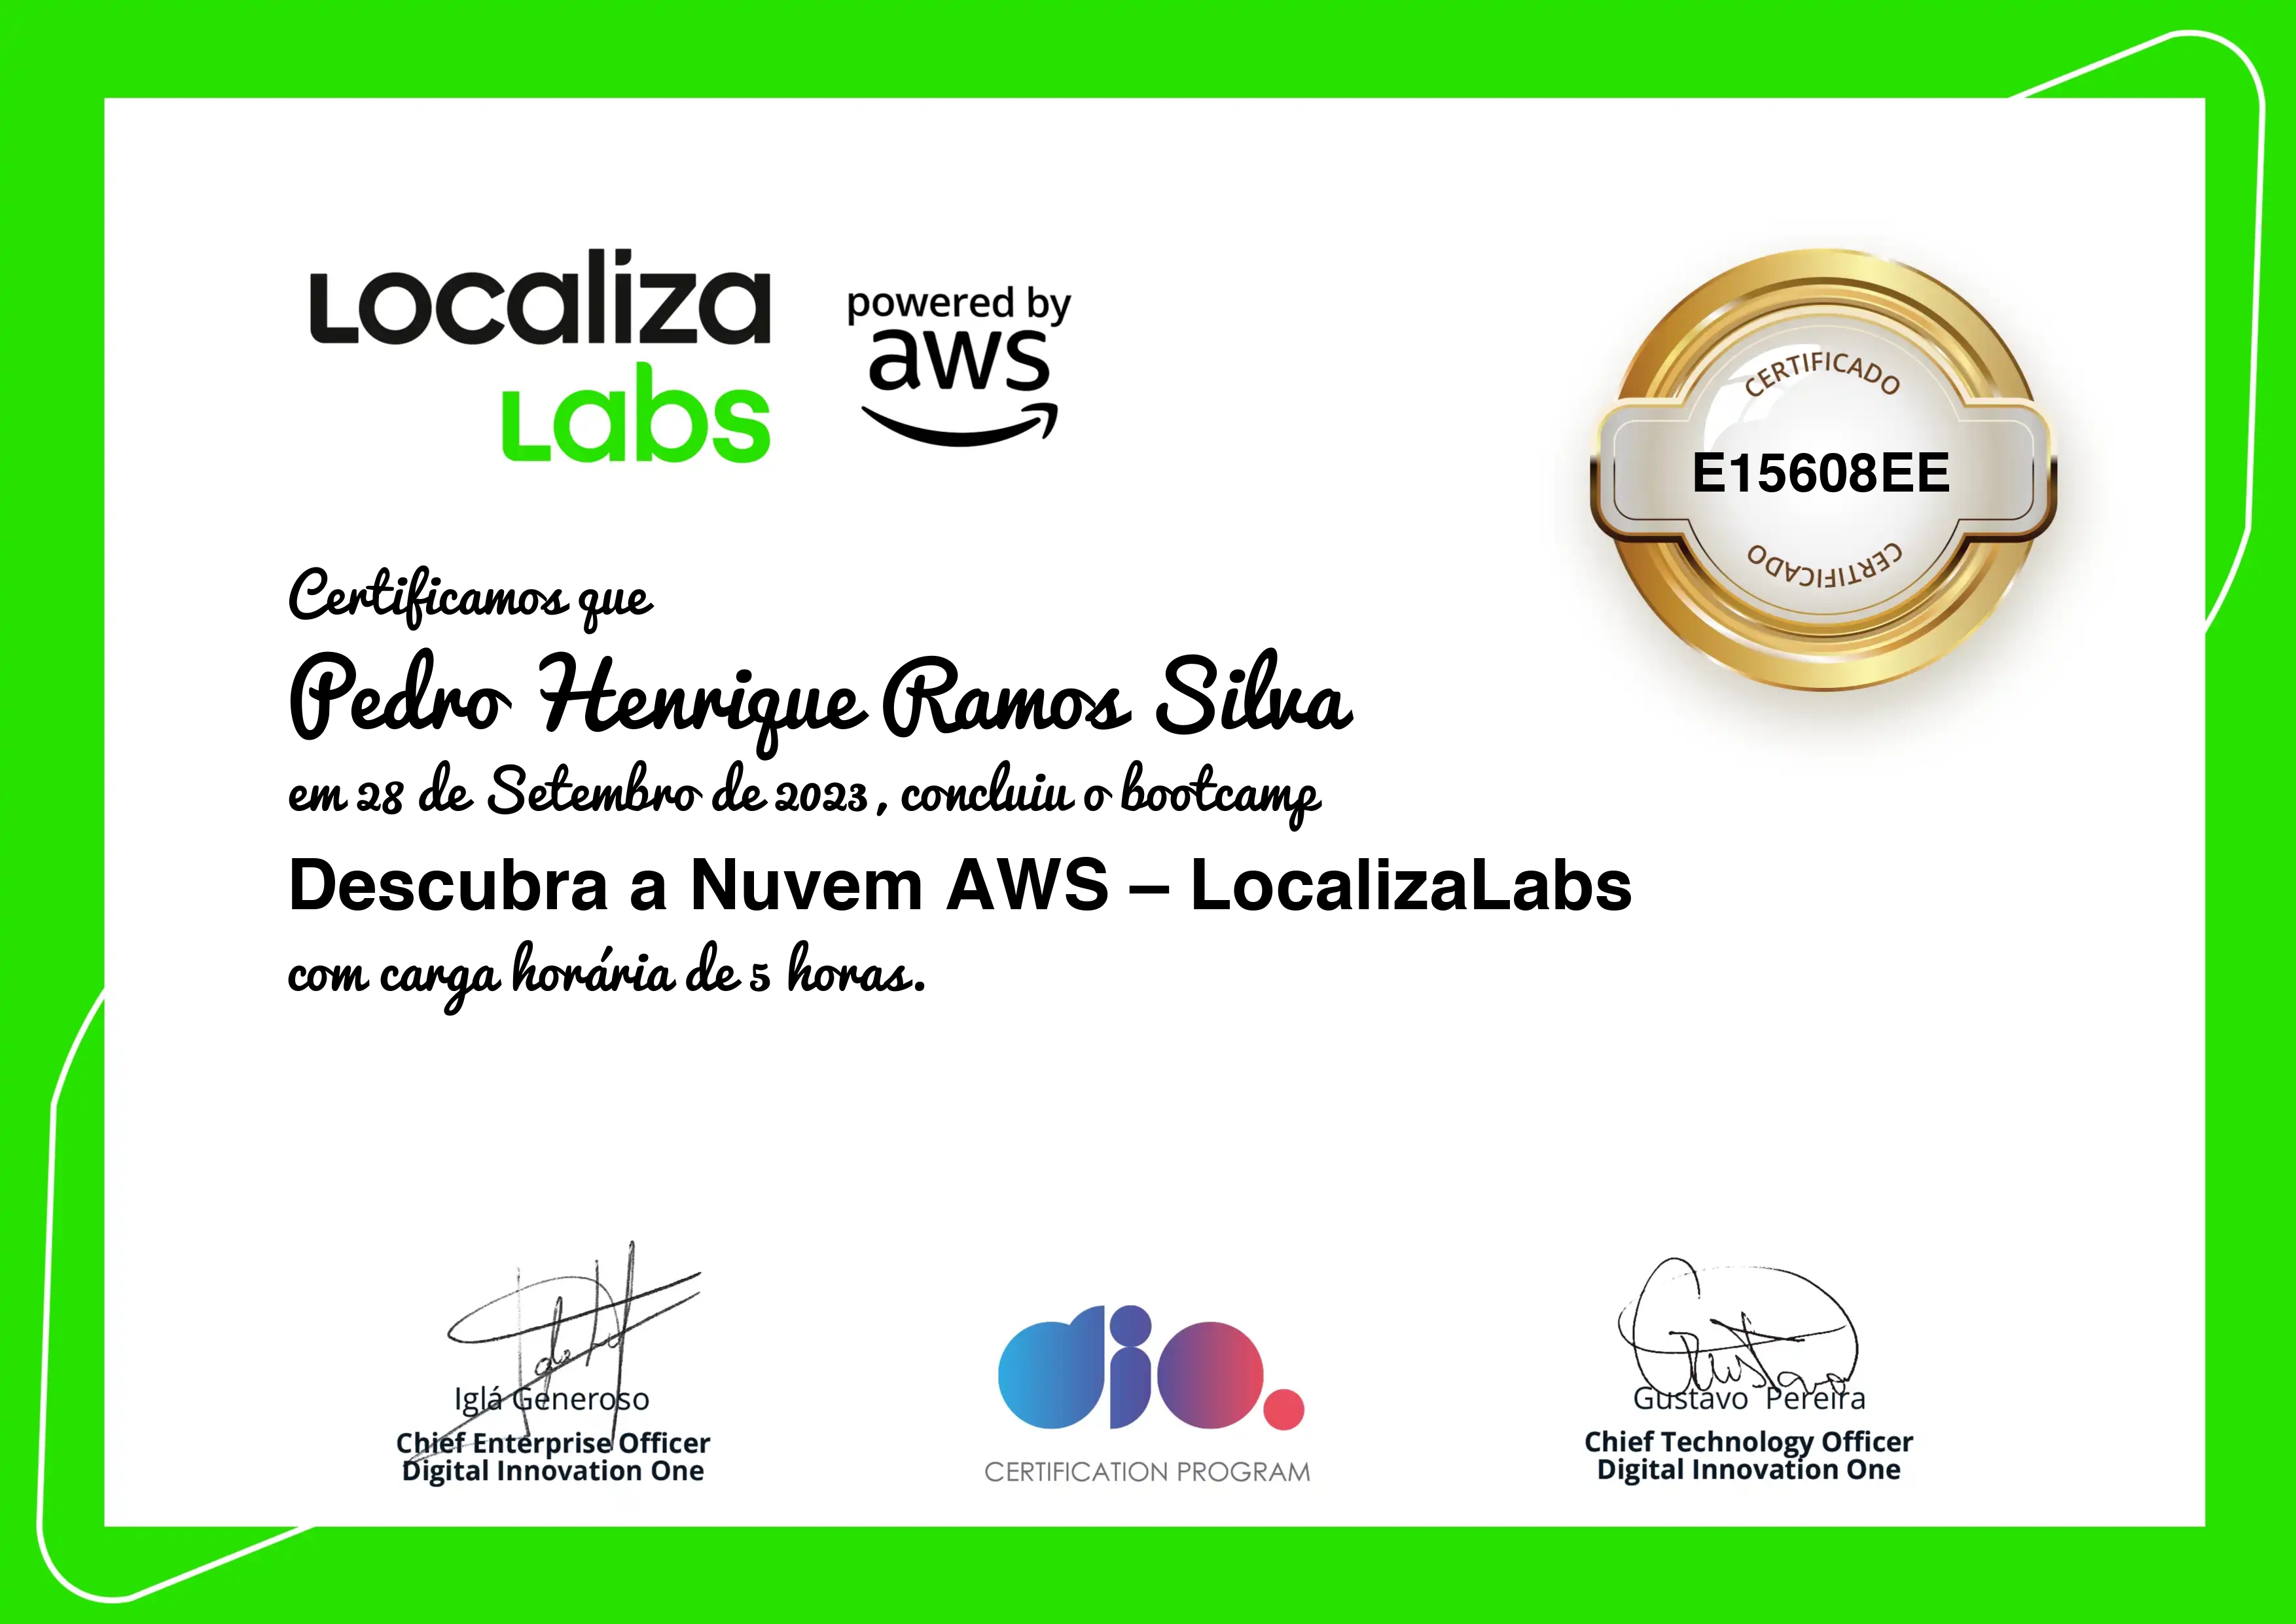 Localiza
Labs
powered by
aws
CERTIFICADO
E15608EE
CERTIFICADO
Certificamos que
Pedro Henrique Ramos Silva
em 28 de Setembro de 2023, concluiu o bootcamp
Descubra a Nuvem AWS – LocalizaLabs
com carga horária de 5 horas.
Iglá Generoso
Chief Enterprise Officer
Digital Innovation One
dio.
CERTIFICATION PROGRAM
Gustavo
Gustavo Pereira
Chief Technology Officer
Digital Innovation One